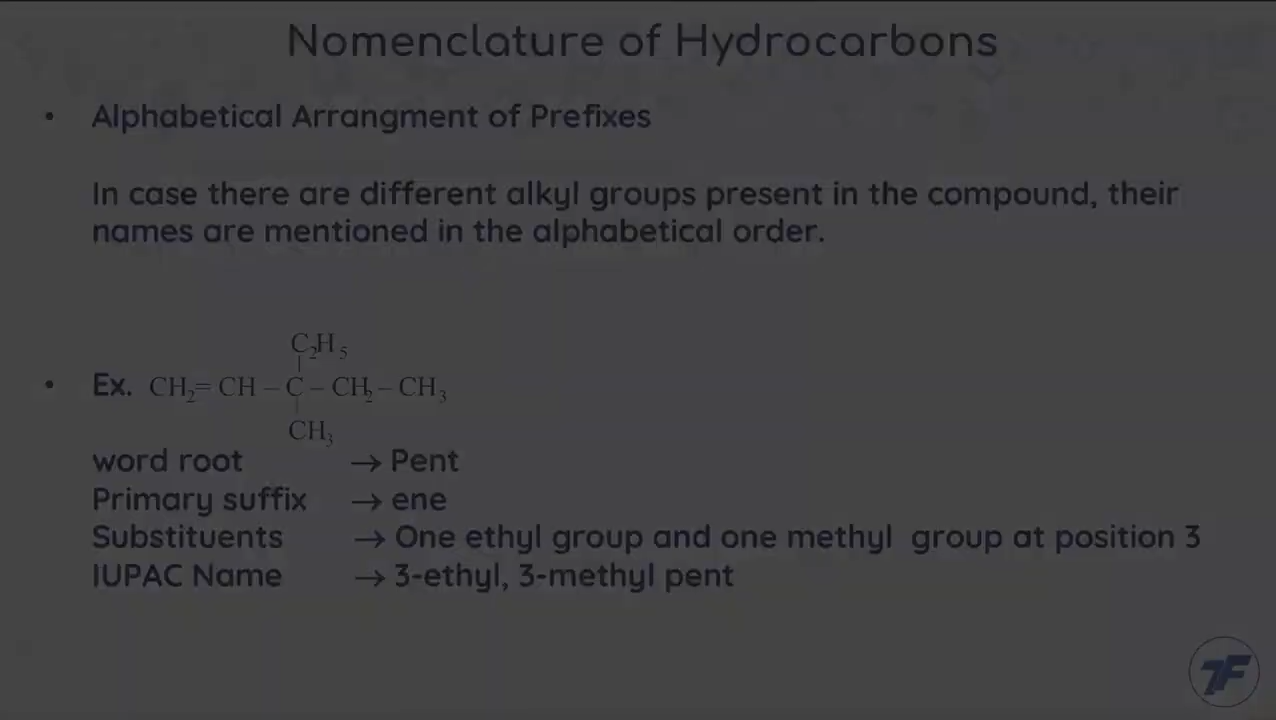 Nomenclature of Hydrocarbons
• Alphabetical Arrangment of Prefixes
In case there are different alkyl groups present in the compound, their
names are mentioned in the alphabetical order.
C₂H₅
|
• Ex. CH₂ = CH – C – CH₂ – CH₃
|
CH₃
word root → Pent
Primary suffix → ene
Substituents → One ethyl group and one methyl group at position 3
IUPAC Name → 3-ethyl, 3-methyl pent
TF